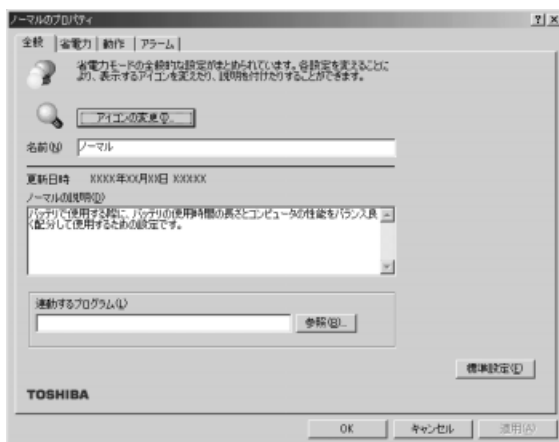 ノーマルのプロパティ
全般 省電力 動作 アラーム
省電力モードの全般的な設定がまとめられています。各設定を変えることに
より、表示するアイコンを変えたり、説明を付けたりすることができます。
アイコンの変更(I)...
名前(N) ノーマル
更新日時 XXXX年XX月XX日 XXXXX
ノーマルの説明(D)
バッテリで使用する際に、バッテリの使用時間の長さとコンピュータの性能をバランス良
く配分して使用するための設定です。
連動するプログラム(L)
参照(B)...
標準設定(F)
TOSHIBA
OK キャンセル 適用(A)